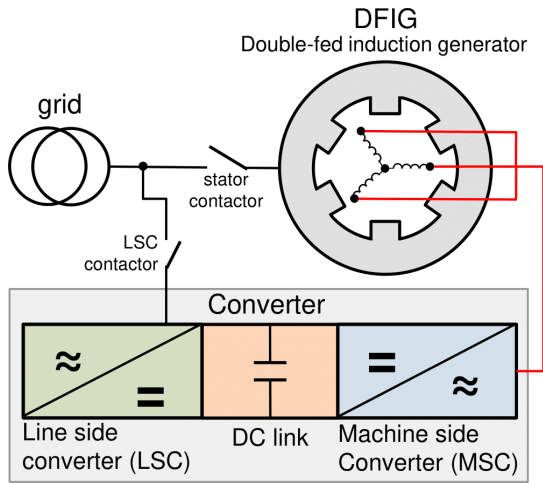 DFIG
Double-fed induction generator
grid
stator
contactor
LSC
contactor
Converter
≈
=
=
≈
Line side
converter (LSC)
DC link
Machine side
Converter (MSC)